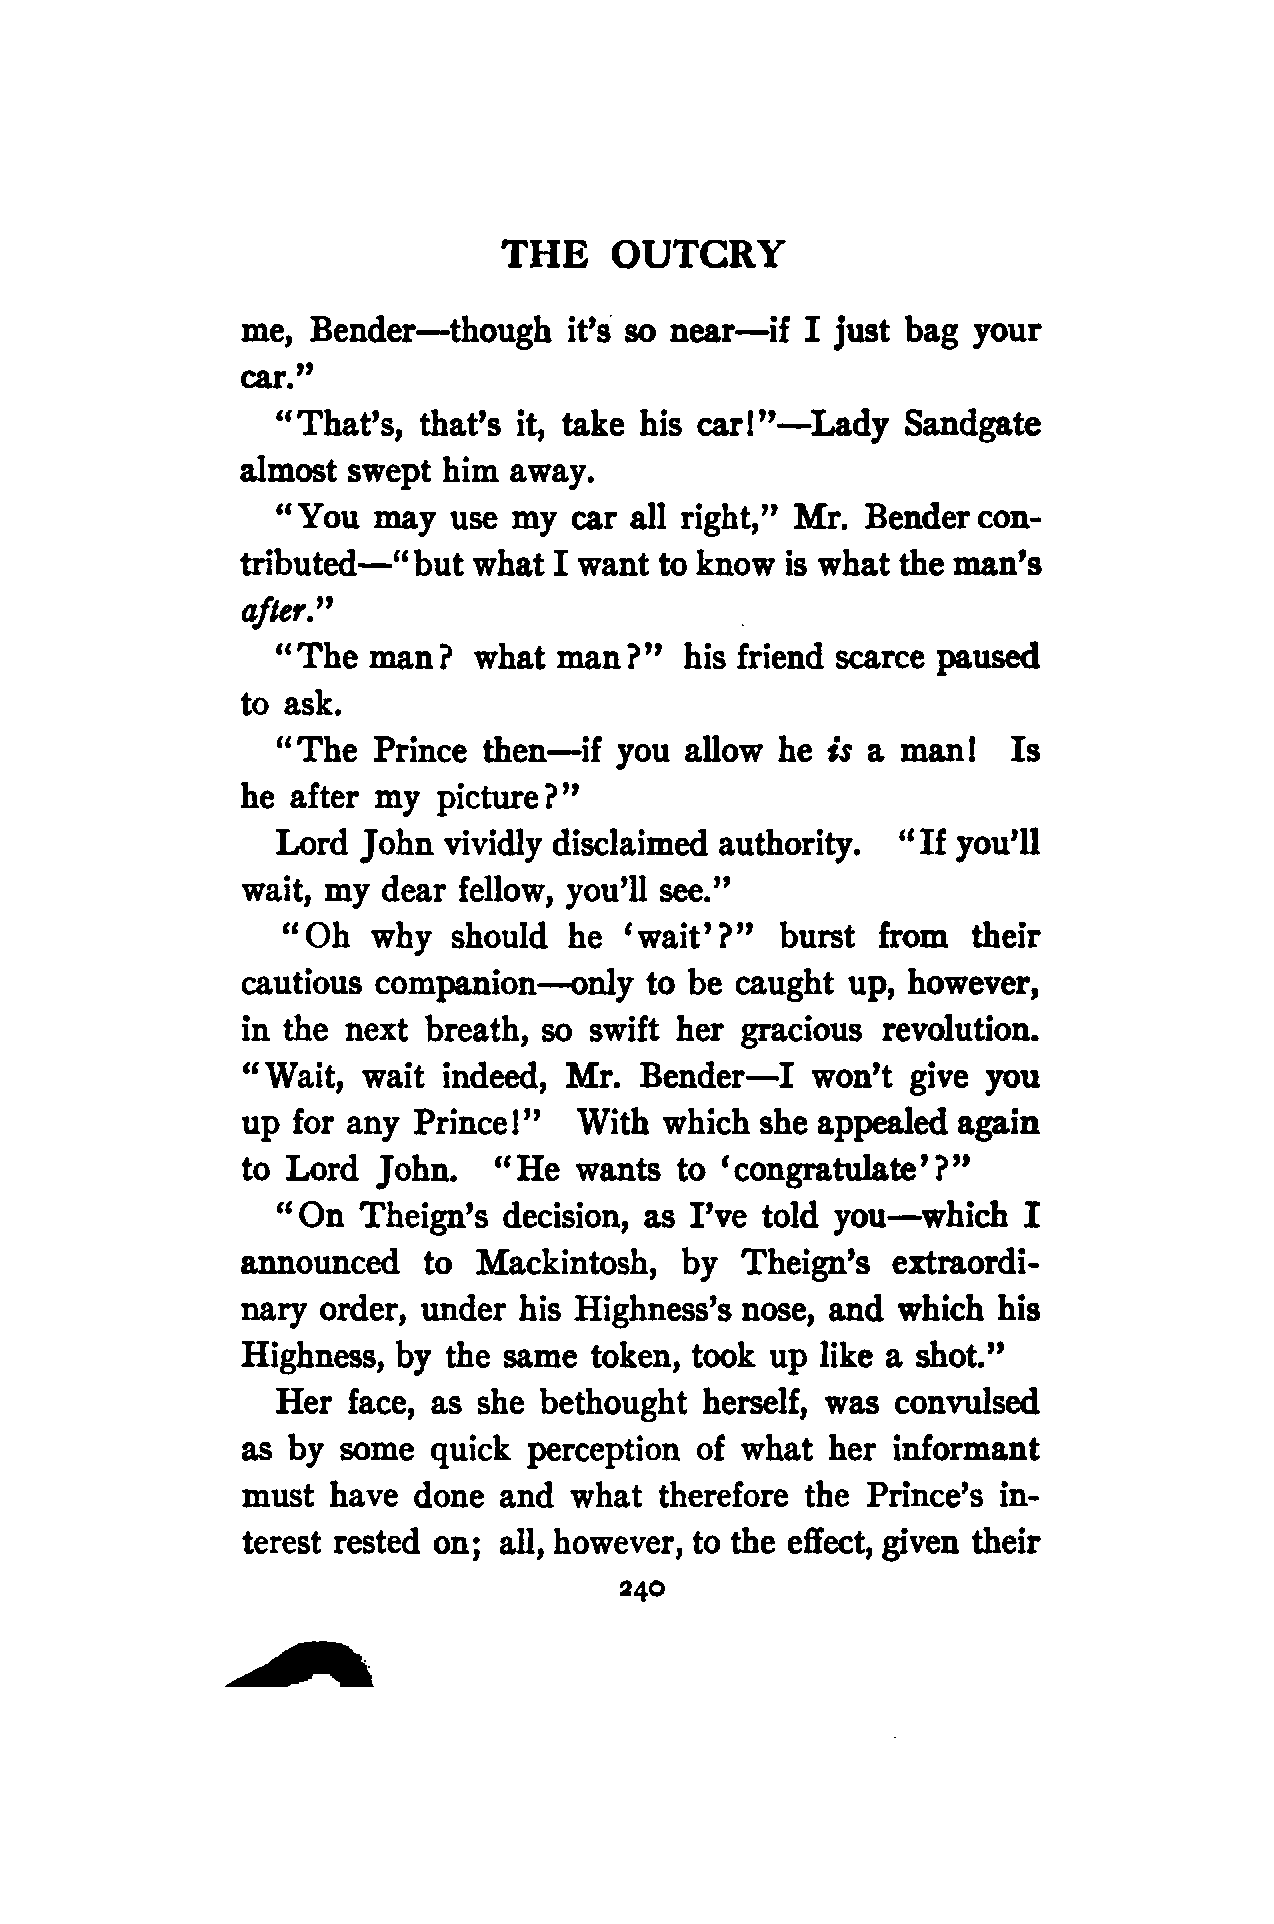 THE OUTCRY
me, Bender—though it's so near—if I just bag your
car."
"That's, that's it, take his car!"—Lady Sandgate
almost swept him away.
"You may use my car all right," Mr. Bender con-
tributed—"but what I want to know is what the man's
after."
"The man? what man?" his friend scarce paused
to ask.
"The Prince then—if you allow he is a man! Is
he after my picture?"
Lord John vividly disclaimed authority. "If you'll
wait, my dear fellow, you'll see."
"Oh why should he 'wait'?" burst from their
cautious companion—only to be caught up, however,
in the next breath, so swift her gracious revolution.
"Wait, wait indeed, Mr. Bender—I won't give you
up for any Prince!" With which she appealed again
to Lord John. "He wants to 'congratulate'?"
"On Theign's decision, as I've told you—which I
announced to Mackintosh, by Theign's extraordi-
nary order, under his Highness's nose, and which his
Highness, by the same token, took up like a shot."
Her face, as she bethought herself, was convulsed
as by some quick perception of what her informant
must have done and what therefore the Prince's in-
terest rested on; all, however, to the effect, given their
240